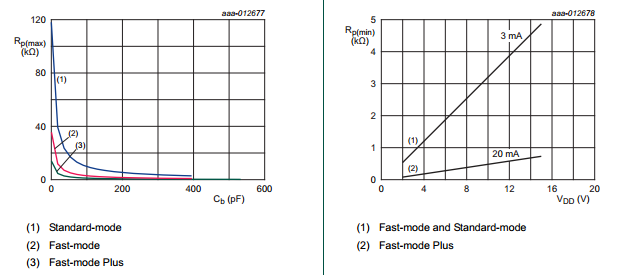 aaa-012677
120
Rp(max)
(kΩ)
80
(1)
40
(2)
(3)
0
0 200 400 600
Cb (pF)
(1) Standard-mode
(2) Fast-mode
(3) Fast-mode Plus
aaa-012678
5
Rp(min)
(kΩ)
3 mA
4
3
2
1
(1)
20 mA
(2)
0
0 4 8 12 16 20
VDD (V)
(1) Fast-mode and Standard-mode
(2) Fast-mode Plus